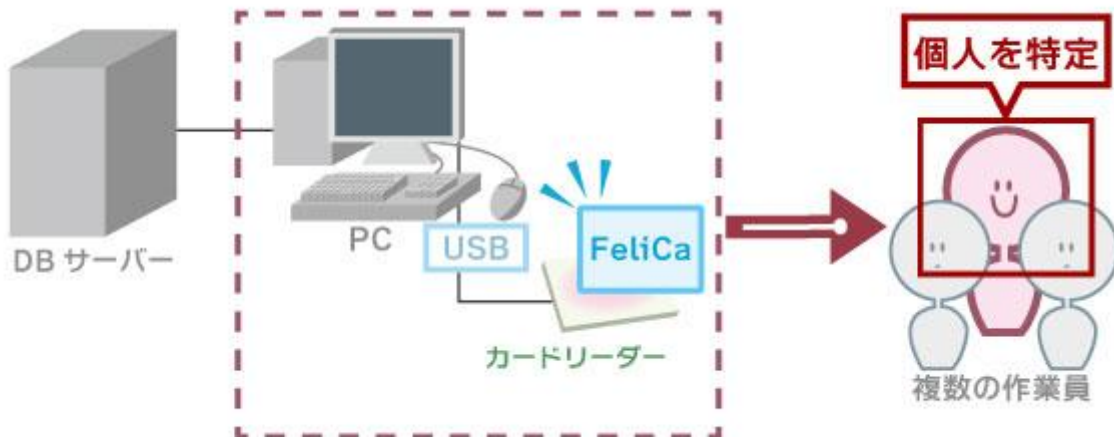 DB サーバー
PC
USB
FeliCa
カードリーダー
個人を特定
複数の作業員